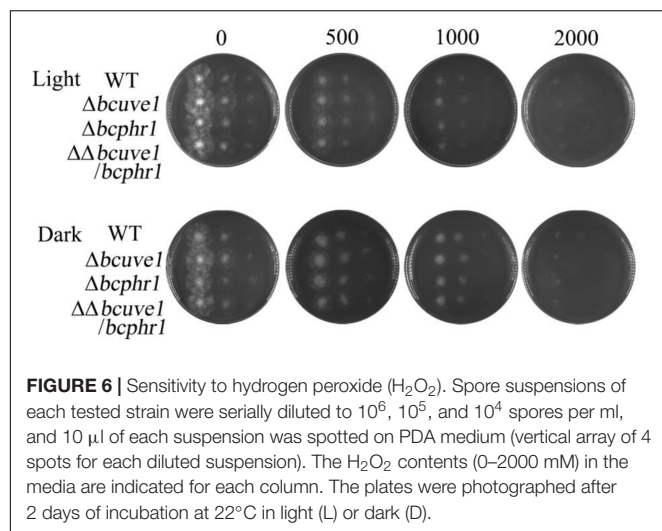 0 500 1000 2000
Light WT
Δbcuve1
Δbcphr1
ΔΔbcuve1
/bcphr1
Dark WT
Δbcuve1
Δbcphr1
ΔΔbcuve1
/bcphr1
FIGURE 6 | Sensitivity to hydrogen peroxide (H₂O₂). Spore suspensions of
each tested strain were serially diluted to 10⁶, 10⁵, and 10⁴ spores per ml,
and 10 μl of each suspension was spotted on PDA medium (vertical array of 4
spots for each diluted suspension). The H₂O₂ contents (0–2000 mM) in the
media are indicated for each column. The plates were photographed after
2 days of incubation at 22°C in light (L) or dark (D).